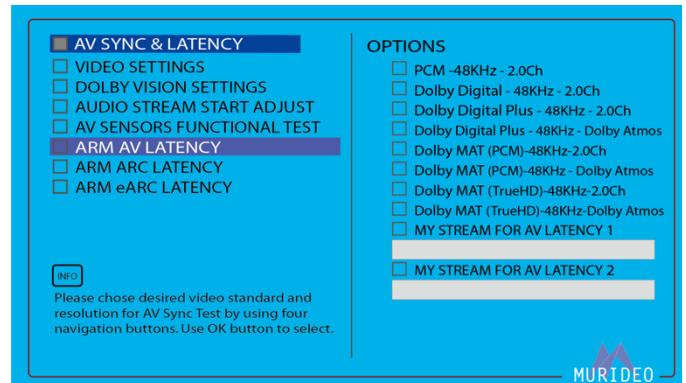 AV SYNC & LATENCY
VIDEO SETTINGS
DOLBY VISION SETTINGS
AUDIO STREAM START ADJUST
AV SENSORS FUNCTIONAL TEST
ARM AV LATENCY
ARM ARC LATENCY
ARM eARC LATENCY
INFO
Please chose desired video standard and
resolution for AV Sync Test by using four
navigation buttons. Use OK button to select.
OPTIONS
PCM -48KHz - 2.0Ch
Dolby Digital - 48KHz - 2.0Ch
Dolby Digital Plus - 48KHz - 2.0Ch
Dolby Digital Plus - 48KHz - Dolby Atmos
Dolby MAT (PCM)-48KHz-2.0Ch
Dolby MAT (PCM)-48KHz - Dolby Atmos
Dolby MAT (TrueHD)-48KHz-2.0Ch
Dolby MAT (TrueHD)-48KHz-Dolby Atmos
MY STREAM FOR AV LATENCY 1
MY STREAM FOR AV LATENCY 2
MURIDEO